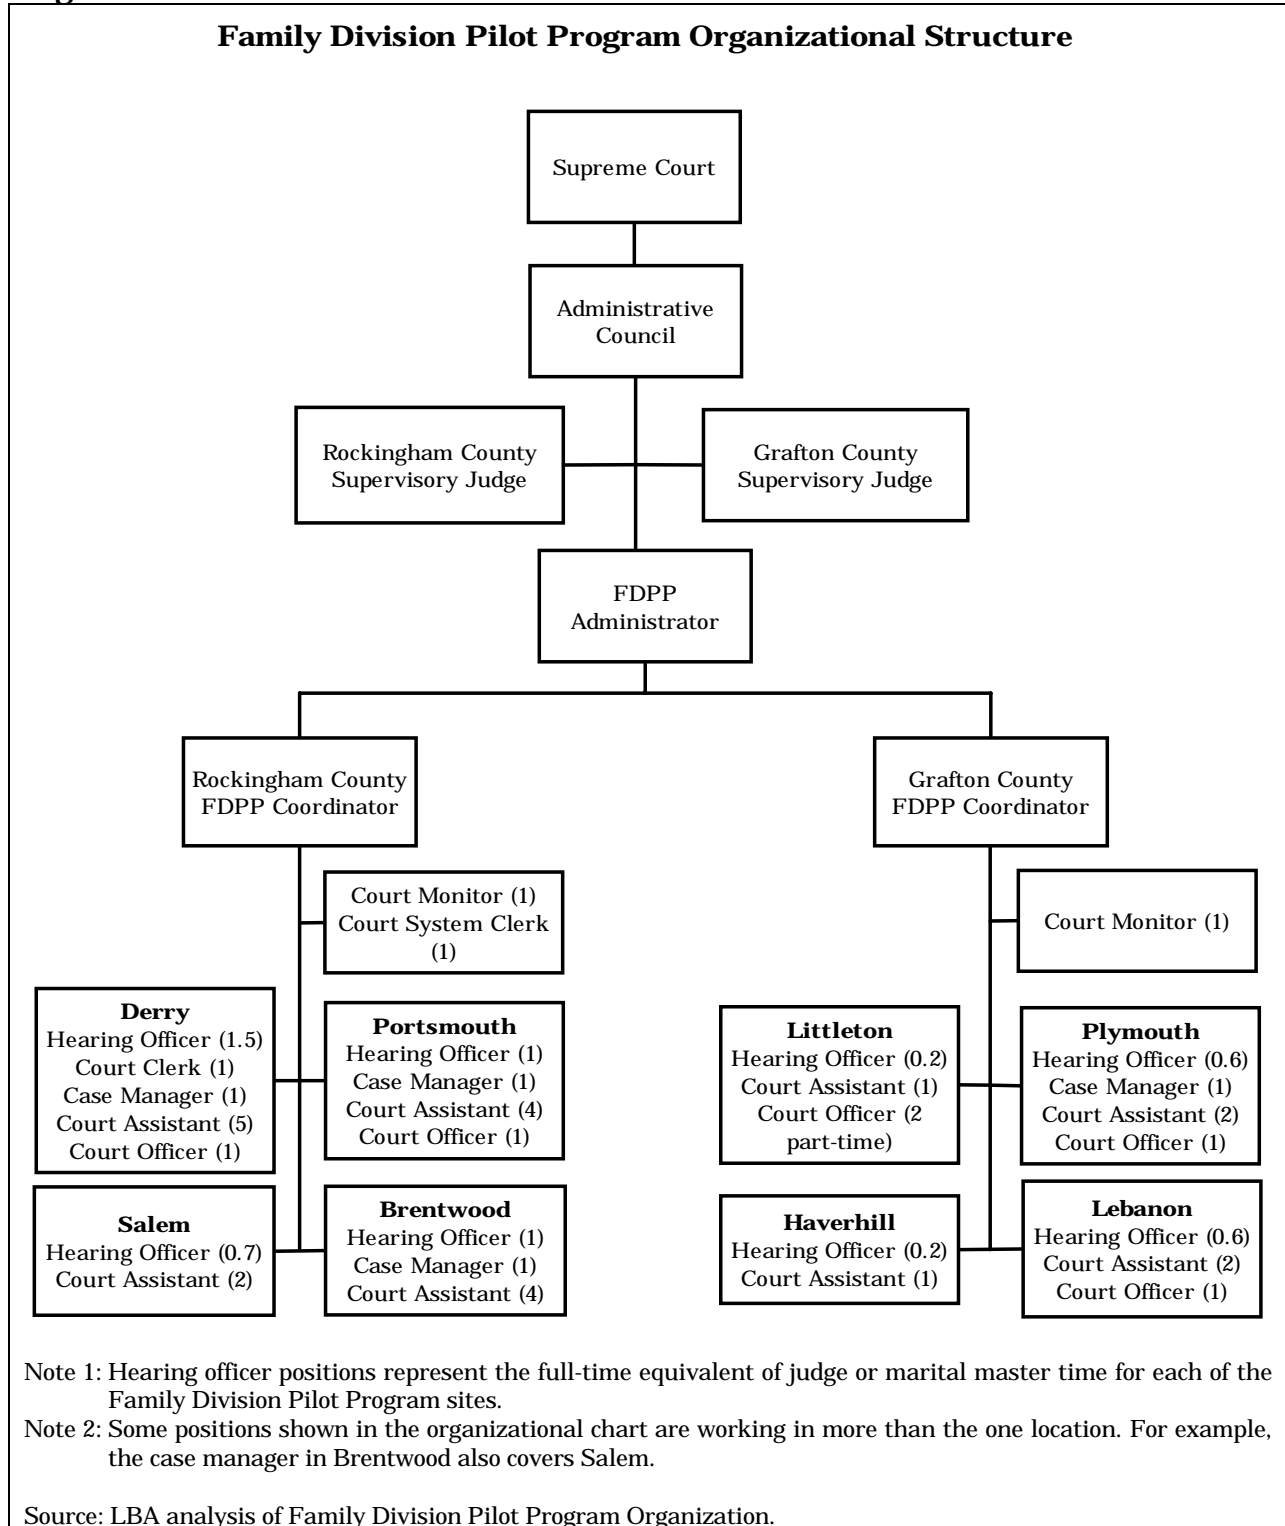 Family Division Pilot Program Organizational Structure
Supreme Court
Administrative
Council
Rockingham County
Supervisory Judge
Grafton County
Supervisory Judge
FDPP
Administrator
Rockingham County
FDPP Coordinator
Grafton County
FDPP Coordinator
Court Monitor (1)
Court System Clerk
(1)
Court Monitor (1)
Derry
Hearing Officer (1.5)
Court Clerk (1)
Case Manager (1)
Court Assistant (5)
Court Officer (1)
Portsmouth
Hearing Officer (1)
Case Manager (1)
Court Assistant (4)
Court Officer (1)
Littleton
Hearing Officer (0.2)
Court Assistant (1)
Court Officer (2
part-time)
Plymouth
Hearing Officer (0.6)
Case Manager (1)
Court Assistant (2)
Court Officer (1)
Salem
Hearing Officer (0.7)
Court Assistant (2)
Brentwood
Hearing Officer (1)
Case Manager (1)
Court Assistant (4)
Haverhill
Hearing Officer (0.2)
Court Assistant (1)
Lebanon
Hearing Officer (0.6)
Court Assistant (2)
Court Officer (1)
Note 1: Hearing officer positions represent the full-time equivalent of judge or marital master time for each of the
Family Division Pilot Program sites.
Note 2: Some positions shown in the organizational chart are working in more than the one location. For example,
the case manager in Brentwood also covers Salem.
Source: LBA analysis of Family Division Pilot Program Organization.